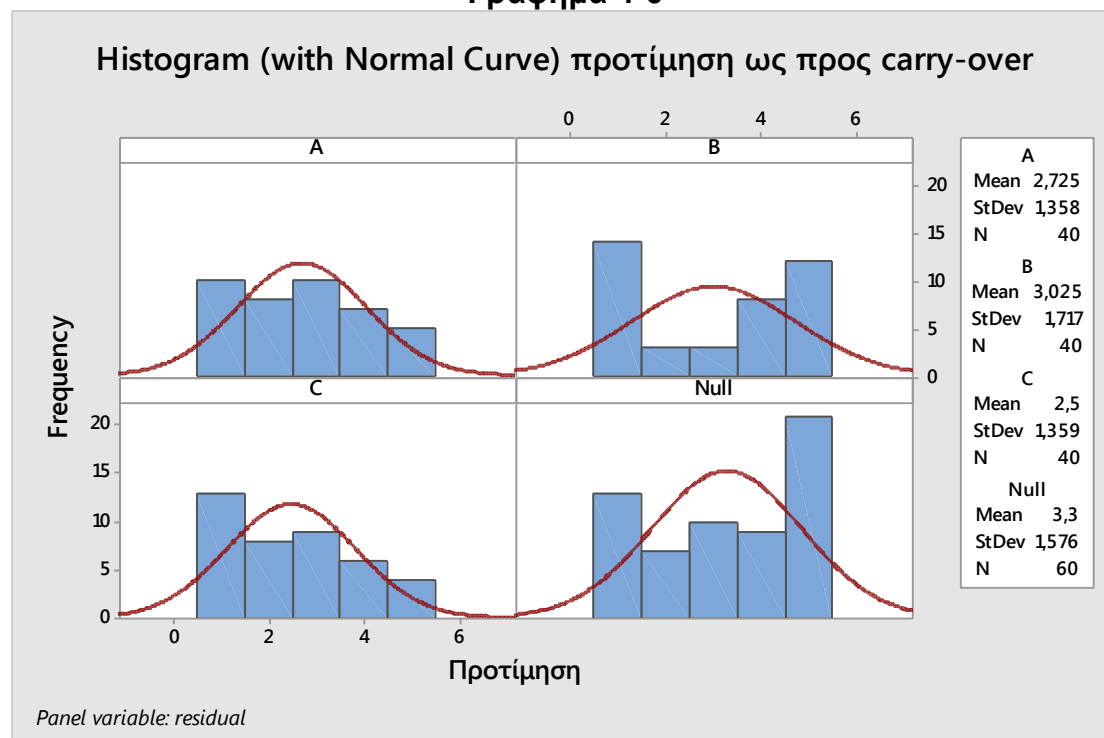 Histogram (with Normal Curve) προτίμηση ως προς carry-over
0 2 4 6
A B
20
15
10
5
0
C Null
20
15
10
5
0
0 2 4 6
Frequency
Προτίμηση
A
Mean 2,725
StDev 1,358
N 40
B
Mean 3,025
StDev 1,717
N 40
C
Mean 2,5
StDev 1,359
N 40
Null
Mean 3,3
StDev 1,576
N 60
Panel variable: residual